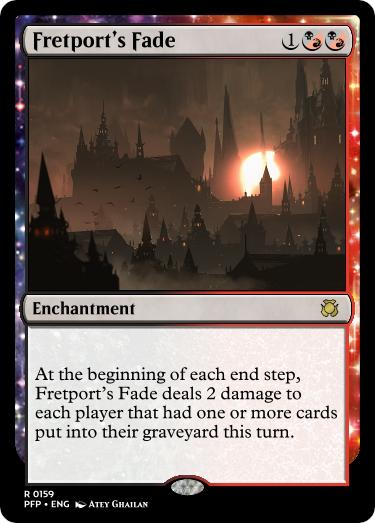 Fretport's Fade 1
Enchantment
At the beginning of each end step,
Fretport's Fade deals 2 damage to
each player that had one or more cards
put into their graveyard this turn.
R 0159
PFP • ENG Atey Ghailan